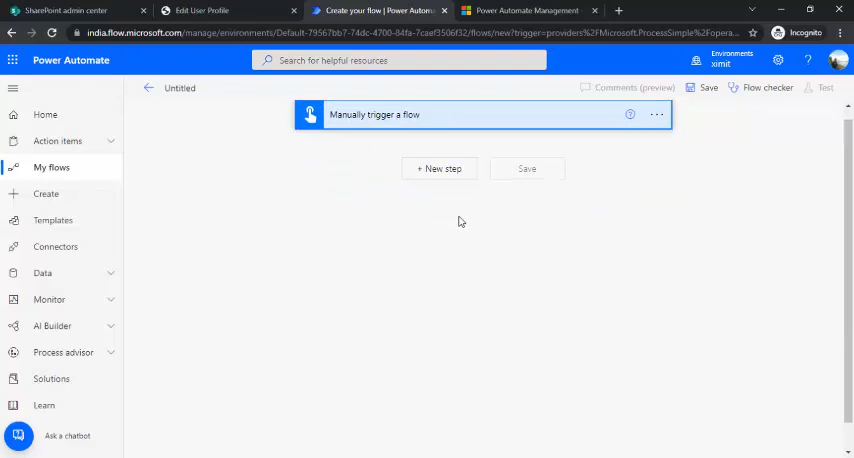 SharePoint admin center
Edit User Profile
Create your flow | Power Automate
Power Automate Management
india.flow.microsoft.com/manage/environments/Default-79567bb7-74dc-4700-84fa-7caef3506f32/flows/new?trigger=providers%2FMicrosoft.ProcessSimple%2Fopera...
Incognito
Power Automate
Search for helpful resources
Environments
ximit
Untitled
Comments (preview)
Save
Flow checker
Test
Home
Action items
My flows
Create
Templates
Connectors
Data
Monitor
AI Builder
Process advisor
Solutions
Learn
Ask a chatbot
Manually trigger a flow
+ New step
Save